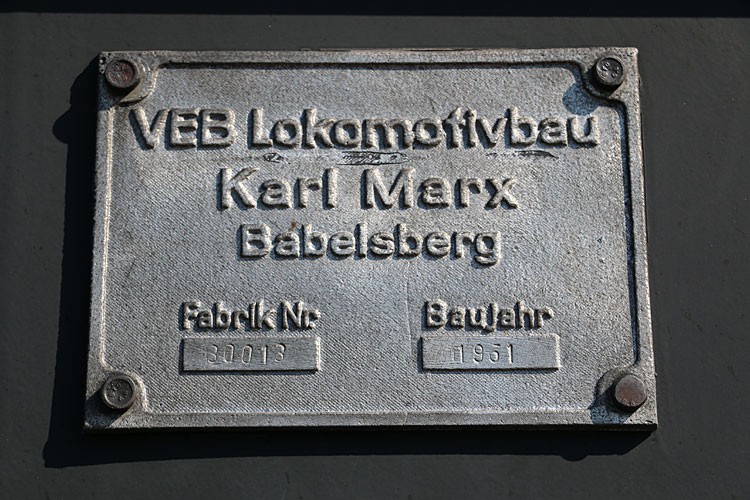 VEB Lokomotivbau
Karl Marx
Babelsberg
Fabrik Nr Baujahr
30013 1951